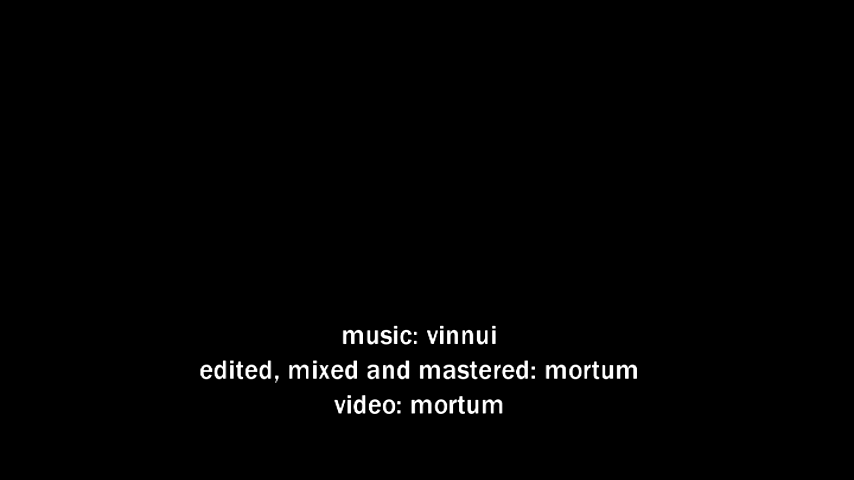 music: vinnui
edited, mixed and mastered: mortum
video: mortum